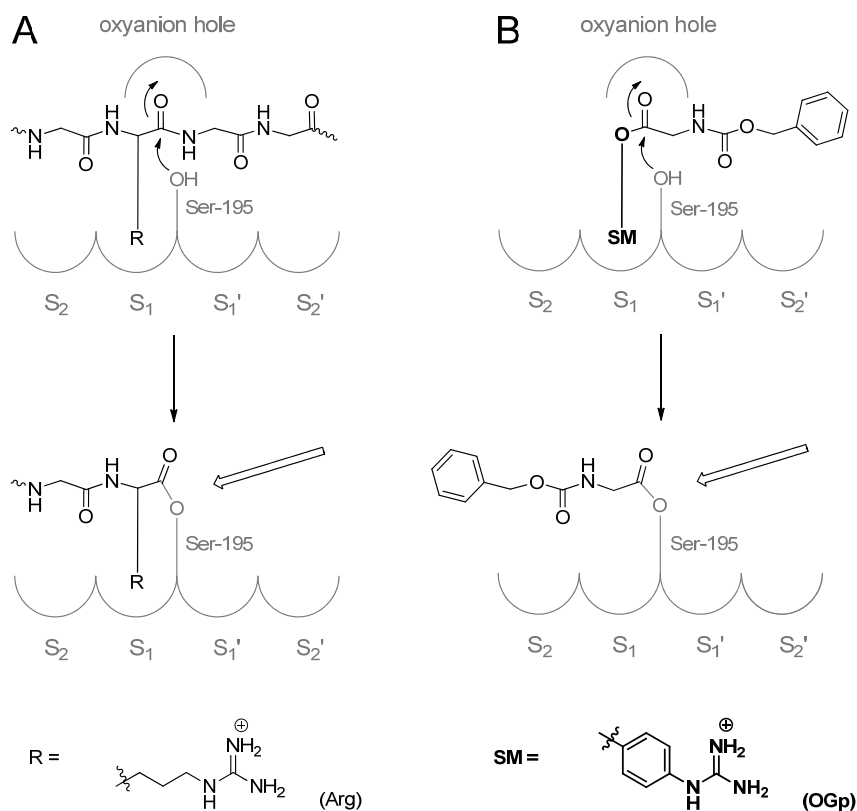 A
oxyanion hole
O
H
N
O
H
N
N
H
O
N
H
O
OH
Ser-195
R
S2 S1 S1' S2'
H
N
O
N
H
O
O
Ser-195
R
S2 S1 S1' S2'
R =
⊕
NH2
N
H
NH2
(Arg)
B
oxyanion hole
O
O
H
N
O
O
OH
Ser-195
SM
S2 S1 S1' S2'
O
H
N
O
O
O
Ser-195
S2 S1 S1' S2'
SM =
⊕
NH2
N
H
NH2
(OGp)